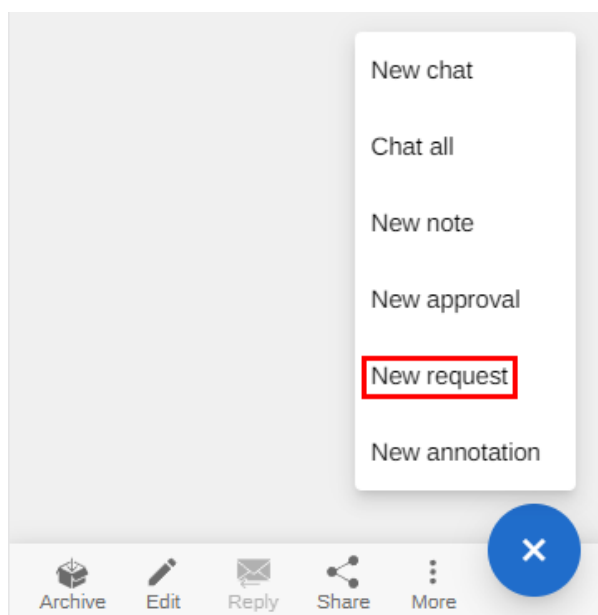 New chat
Chat all
New note
New approval
New request
New annotation
Archive Edit Reply Share More